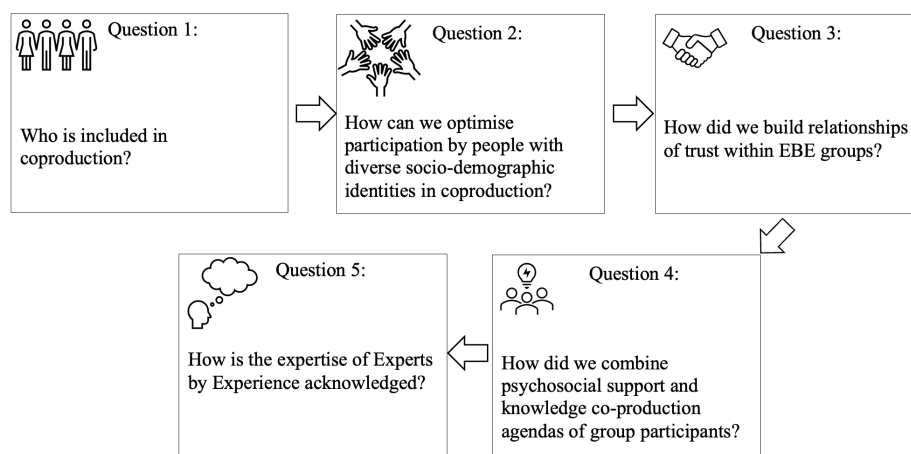 Question 1:
Who is included in
coproduction?
Question 2:
How can we optimise
participation by people with
diverse socio-demographic
identities in coproduction?
Question 3:
How did we build relationships
of trust within EBE groups?
Question 4:
How did we combine
psychosocial support and
knowledge co-production
agendas of group participants?
Question 5:
How is the expertise of Experts
by Experience acknowledged?